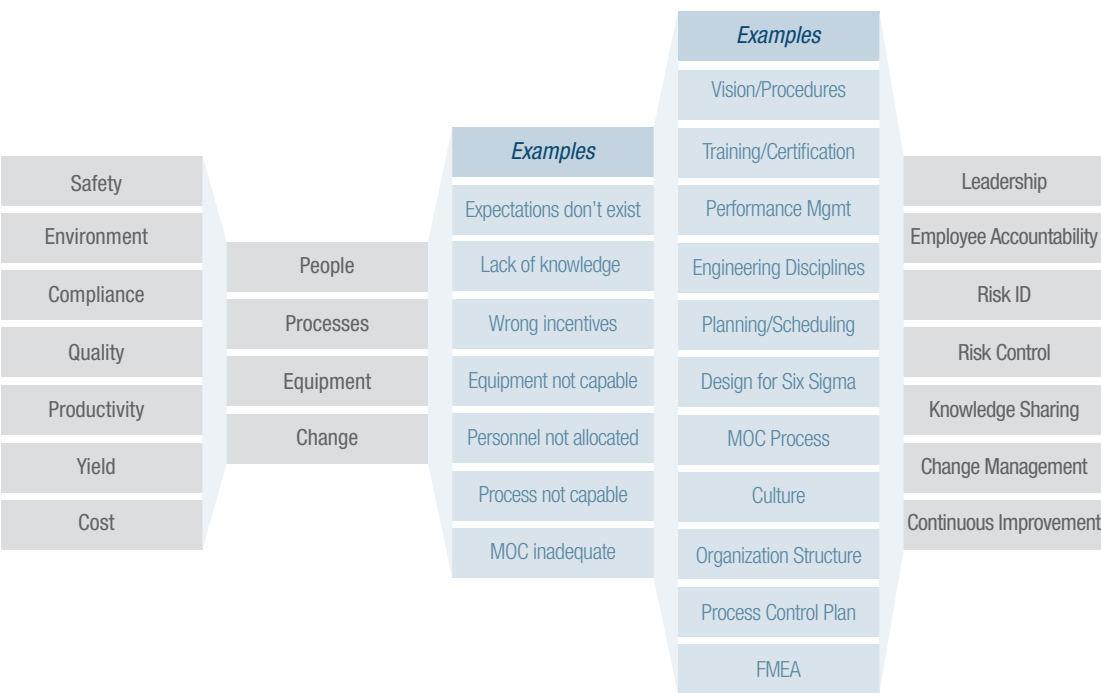 Safety
Environment
Compliance
Quality
Productivity
Yield
Cost
People
Processes
Equipment
Change
Examples
Expectations don't exist
Lack of knowledge
Wrong incentives
Equipment not capable
Personnel not allocated
Process not capable
MOC inadequate
Examples
Vision/Procedures
Training/Certification
Performance Mgmt
Engineering Disciplines
Planning/Scheduling
Design for Six Sigma
MOC Process
Culture
Organization Structure
Process Control Plan
FMEA
Leadership
Employee Accountability
Risk ID
Risk Control
Knowledge Sharing
Change Management
Continuous Improvement